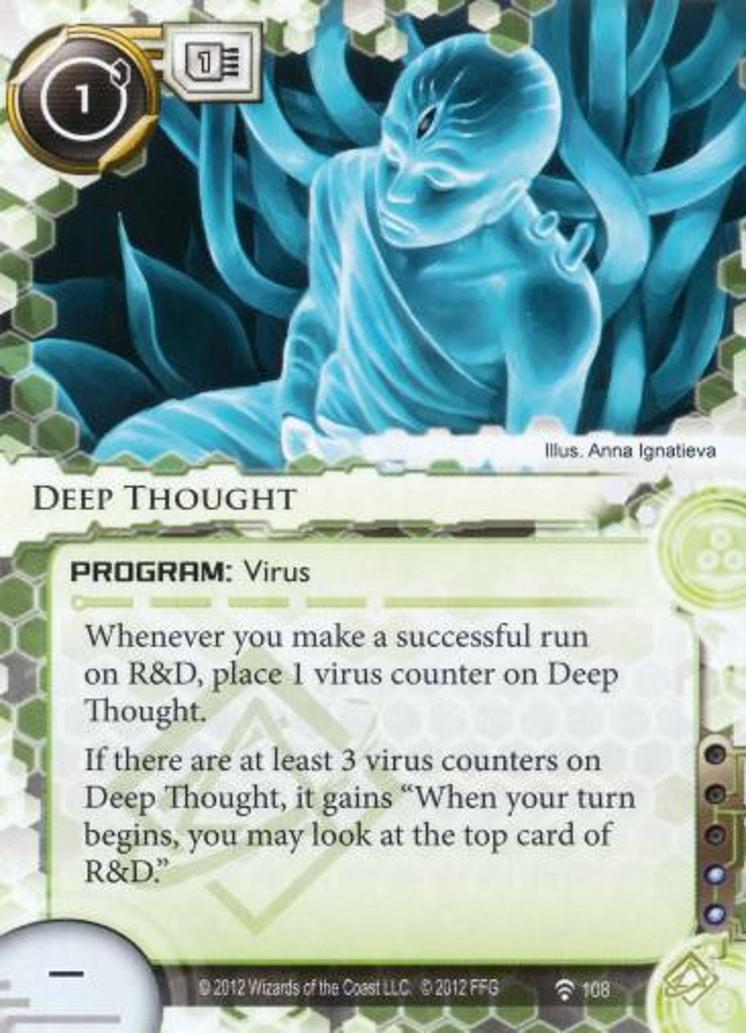 1
1
Illus. Anna Ignatieva
DEEP THOUGHT
PROGRAM: Virus
Whenever you make a successful run
on R&D, place 1 virus counter on Deep
Thought.
If there are at least 3 virus counters on
Deep Thought, it gains “When your turn
begins, you may look at the top card of
R&D.”
–
© 2012 Wizards of the Coast LLC. © 2012 FFG
108